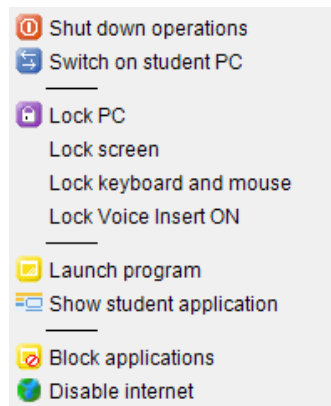 Shut down operations
Switch on student PC
Lock PC
Lock screen
Lock keyboard and mouse
Lock Voice Insert ON
Launch program
Show student application
Block applications
Disable internet